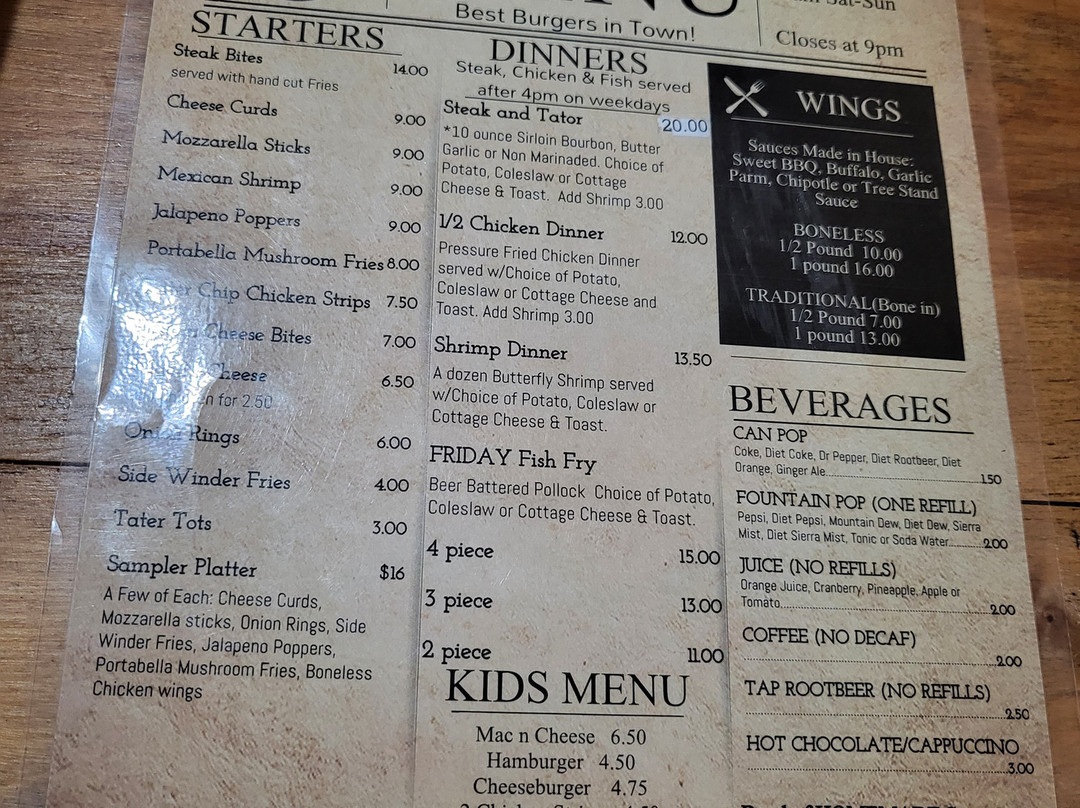 Best Burgers in Town!
Sat-Sun
Closes at 9pm
STARTERS
Steak Bites 14.00
served with hand cut Fries
Cheese Curds 9.00
Mozzarella Sticks 9.00
Mexican Shrimp 9.00
Jalapeno Poppers 9.00
Portabella Mushroom Fries 8.00
Chip Chicken Strips 7.50
Cheese Bites 7.00
Cheese 6.50
for 2.50
Rings 6.00
Side Winder Fries 4.00
Tater Tots 3.00
Sampler Platter $16
A Few of Each: Cheese Curds,
Mozzarella sticks, Onion Rings, Side
Winder Fries, Jalapeno Poppers,
Portabella Mushroom Fries, Boneless
Chicken wings
DINNERS
Steak, Chicken & Fish served
after 4pm on weekdays
Steak and Tator 20.00
*10 ounce Sirloin Bourbon, Butter
Garlic or Non Marinaded. Choice of
Potato, Coleslaw or Cottage
Cheese & Toast. Add Shrimp 3.00
1/2 Chicken Dinner 12.00
Pressure Fried Chicken Dinner
served w/Choice of Potato,
Coleslaw or Cottage Cheese and
Toast. Add Shrimp 3.00
Shrimp Dinner 13.50
A dozen Butterfly Shrimp served
w/Choice of Potato, Coleslaw or
Cottage Cheese & Toast.
FRIDAY Fish Fry
Beer Battered Pollock Choice of Potato,
Coleslaw or Cottage Cheese & Toast.
4 piece 15.00
3 piece 13.00
2 piece 11.00
KIDS MENU
Mac n Cheese 6.50
Hamburger 4.50
Cheeseburger 4.75
WINGS
Sauces Made in House:
Sweet BBQ, Buffalo, Garlic
Parm, Chipotle or Tree Stand
Sauce
BONELESS
1/2 Pound 10.00
1 pound 16.00
TRADITIONAL(Bone in)
1/2 Pound 7.00
1 pound 13.00
BEVERAGES
CAN POP
Coke, Diet Coke, Dr Pepper, Diet Rootbeer, Diet
Orange, Ginger Ale 1.50
FOUNTAIN POP (ONE REFILL)
Pepsi, Diet Pepsi, Mountain Dew, Diet Dew, Sierra
Mist, Diet Sierra Mist, Tonic or Soda Water 2.00
JUICE (NO REFILLS)
Orange Juice, Cranberry, Pineapple, Apple or
Tomato 2.00
COFFEE (NO DECAF)
2.00
TAP ROOTBEER (NO REFILLS)
2.50
HOT CHOCOLATE/CAPPUCCINO
3.00